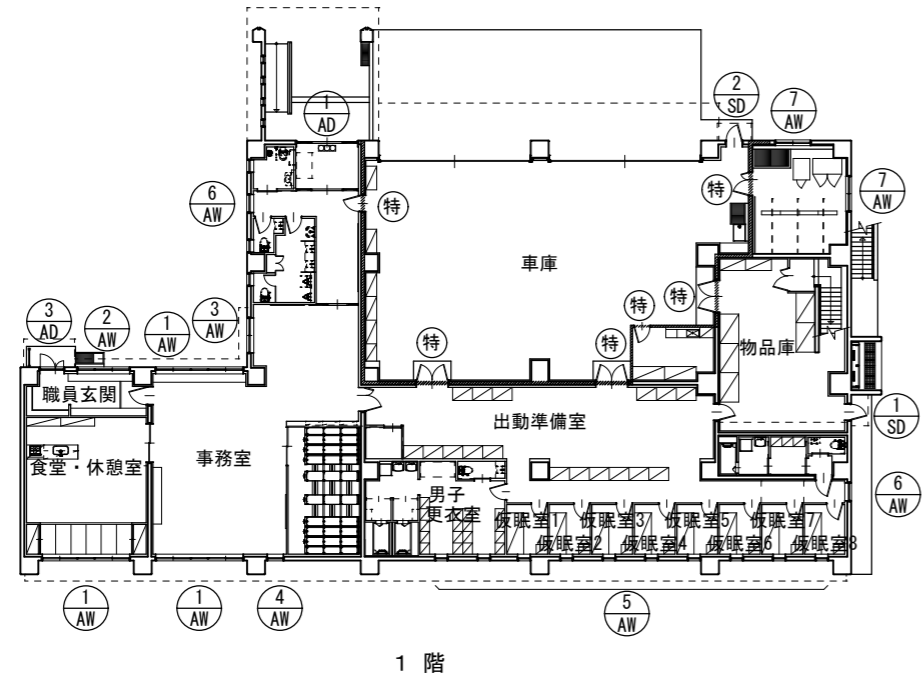 2
SD
7
AW
1
AD
6
AW
7
AW
特
特
車庫
3
AD
2
AW
1
AW
3
AW
特
特
特
特
物品庫
職員玄関
出動準備室
1
SD
事務室
食堂・休憩室
男子
更衣室
6
AW
仮眠室1
仮眠室3
仮眠室5
仮眠室7
仮眠室2
仮眠室4
仮眠室6
仮眠室8
1
AW
1
AW
4
AW
5
AW
1 階